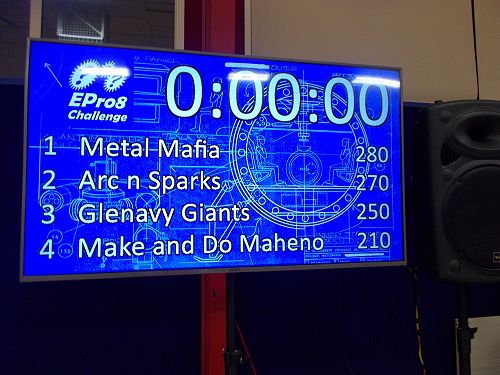 EPro8
Challenge
0:00:00
1 Metal Mafia 280
2 Arc n Sparks 270
3 Glenavy Giants 250
4 Make and Do Maheno 210